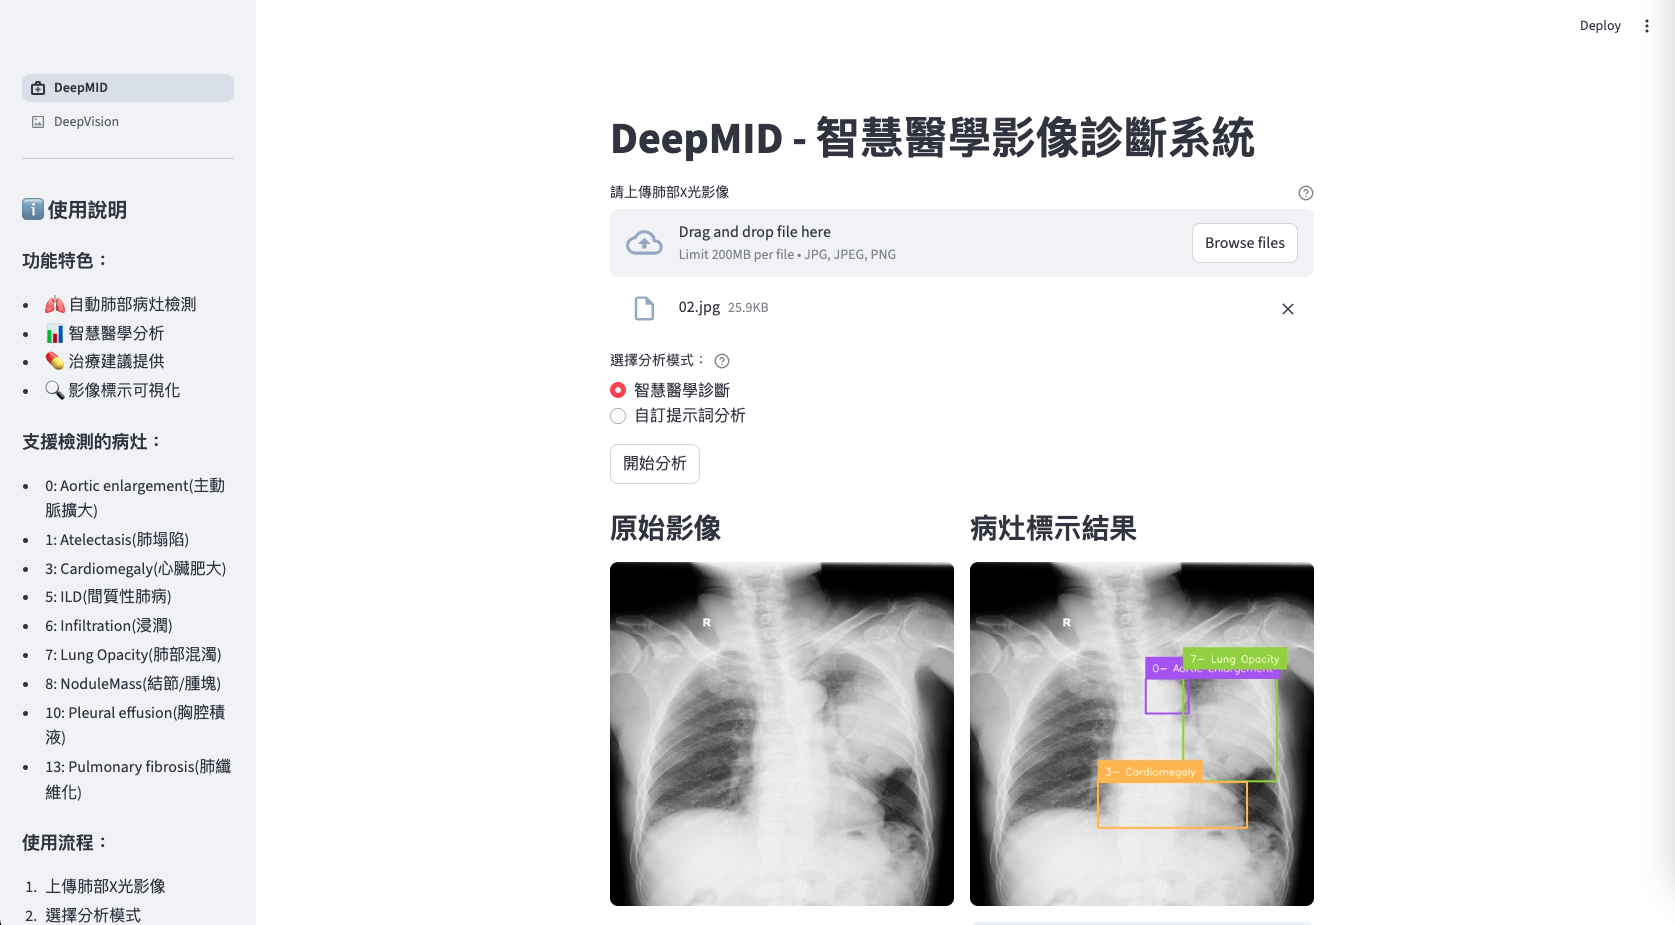 Deploy
DeepMID
DeepVision
使用說明
功能特色：
自動肺部病灶檢測
智慧醫學分析
治療建議提供
影像標示可視化
支援檢測的病灶：
0: Aortic enlargement(主動
脈擴大)
1: Atelectasis(肺塌陷)
3: Cardiomegaly(心臟肥大)
5: ILD(間質性肺病)
6: Infiltration(浸潤)
7: Lung Opacity(肺部混濁)
8: NoduleMass(結節/腫塊)
10: Pleural effusion(胸腔積
液)
13: Pulmonary fibrosis(肺纖
維化)
使用流程：
1. 上傳肺部X光影像
2. 選擇分析模式
DeepMID - 智慧醫學影像診斷系統
請上傳肺部X光影像
Drag and drop file here
Limit 200MB per file • JPG, JPEG, PNG
Browse files
02.jpg 25.9KB
選擇分析模式：
智慧醫學診斷
自訂提示詞分析
開始分析
原始影像
R
病灶標示結果
R
7- Lung Opacity
0- Aortic enlargement
3- Cardiomegaly